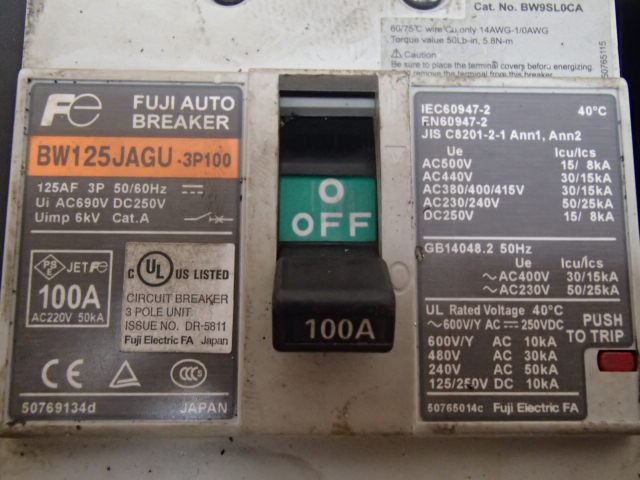 Cat. No. BW9SL0CA
60/75°C wire Cu only 14AWG-1/0AWG
Torque value 50Lb-in, 5.8N-m
Caution
Be sure to place the terminal covers before energizing.
remove the terminal from this breaker
50765115
Fe
FUJI AUTO
BREAKER
BW125JAGU -3P100
125AF 3P 50/60Hz
Ui AC690V DC250V
Uimp 6kV Cat.A
PS
E
JET Fe
100A
AC220V 50kA
C UL US LISTED
CIRCUIT BREAKER
3 POLE UNIT
ISSUE NO. DR-5811
Fuji Electric FA Japan
CE
CCC S
50769134d JAPAN
O
OFF
100A
IEC60947-2 40°C
EN60947-2
JIS C8201-2-1 Ann1, Ann2
Ue Icu/Ics
AC500V 15/ 8kA
AC440V 30/15kA
AC380/400/415V 30/15kA
AC230/240V 50/25kA
DC250V 15/ 8kA
GB14048.2 50Hz
Ue Icu/Ics
~AC400V 30/15kA
~AC230V 50/25kA
UL Rated Voltage 40°C
~600V/Y AC ⎓250VDC
600V/Y AC 10kA
480V AC 30kA
240V AC 50kA
125/250V DC 10kA
PUSH
TO TRIP
50765014c Fuji Electric FA